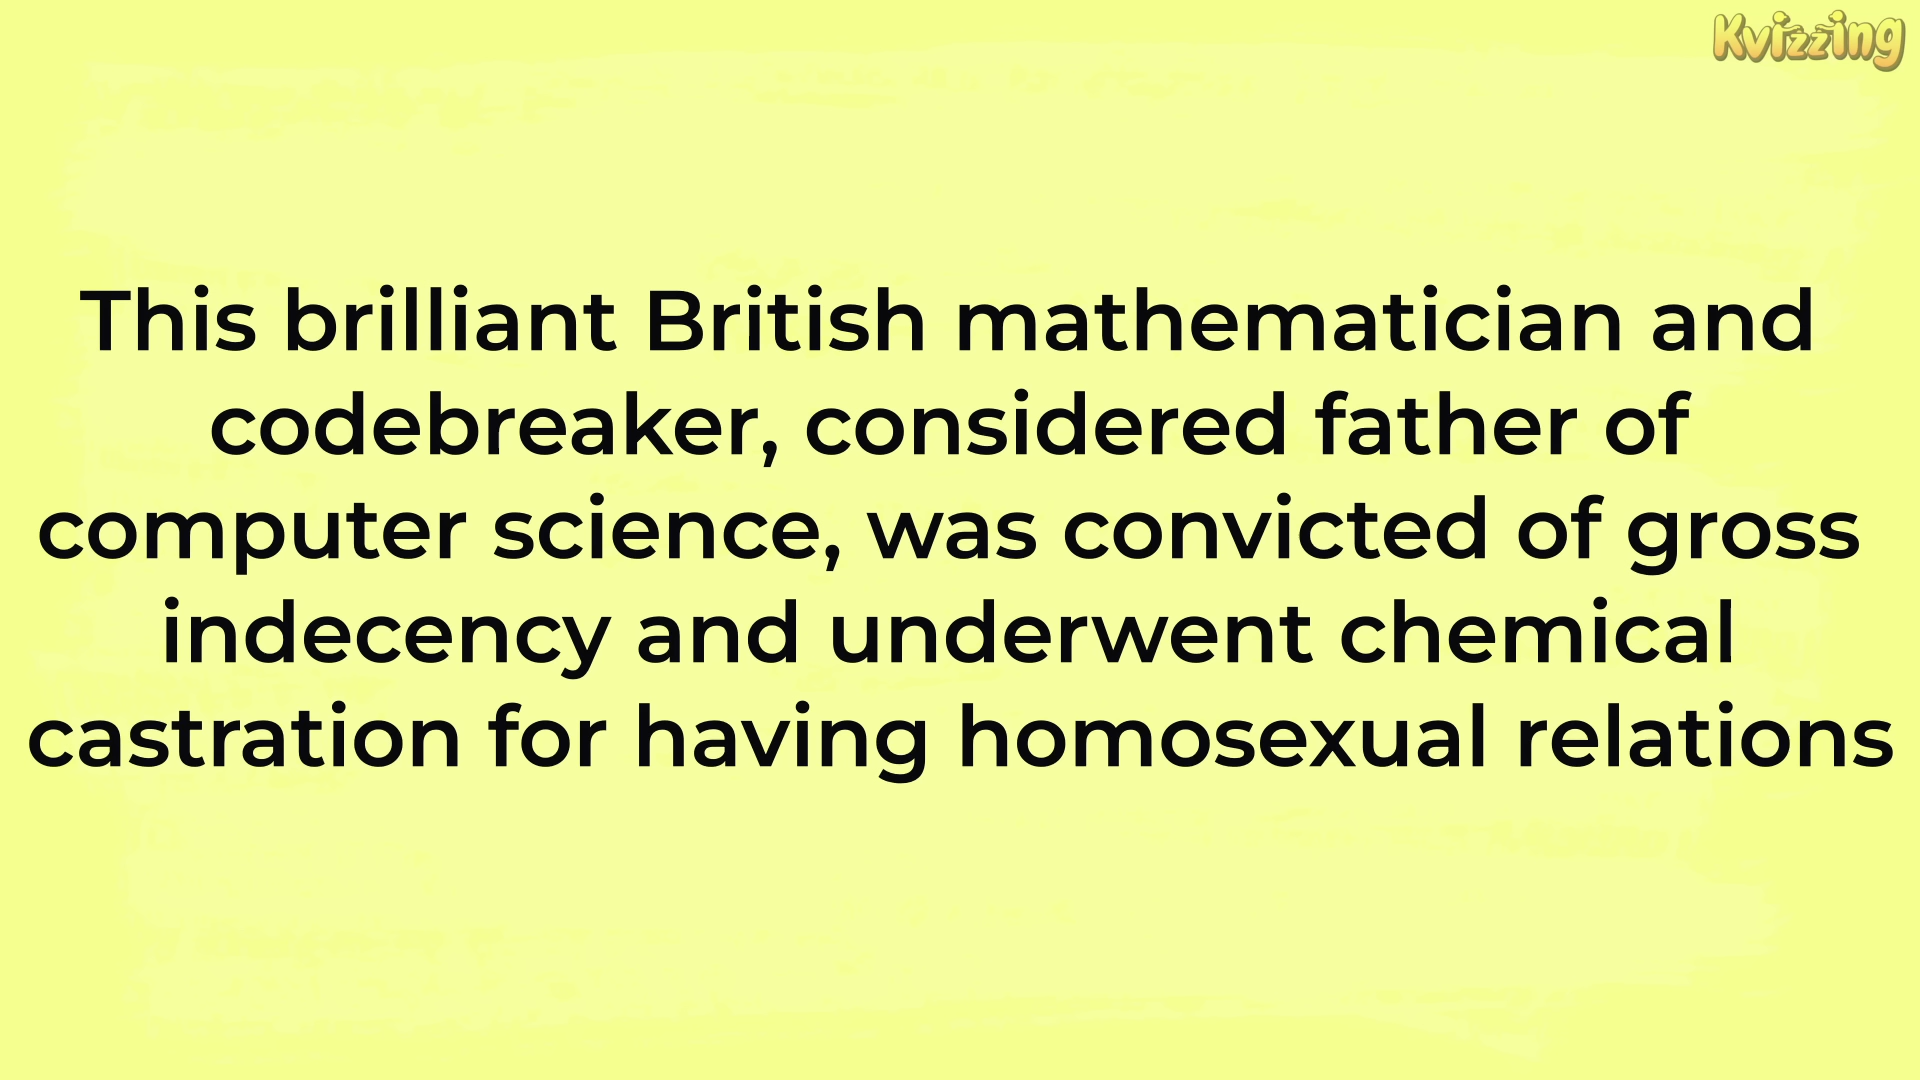 Kvizzing
This brilliant British mathematician and
codebreaker, considered father of
computer science, was convicted of gross
indecency and underwent chemical
castration for having homosexual relations